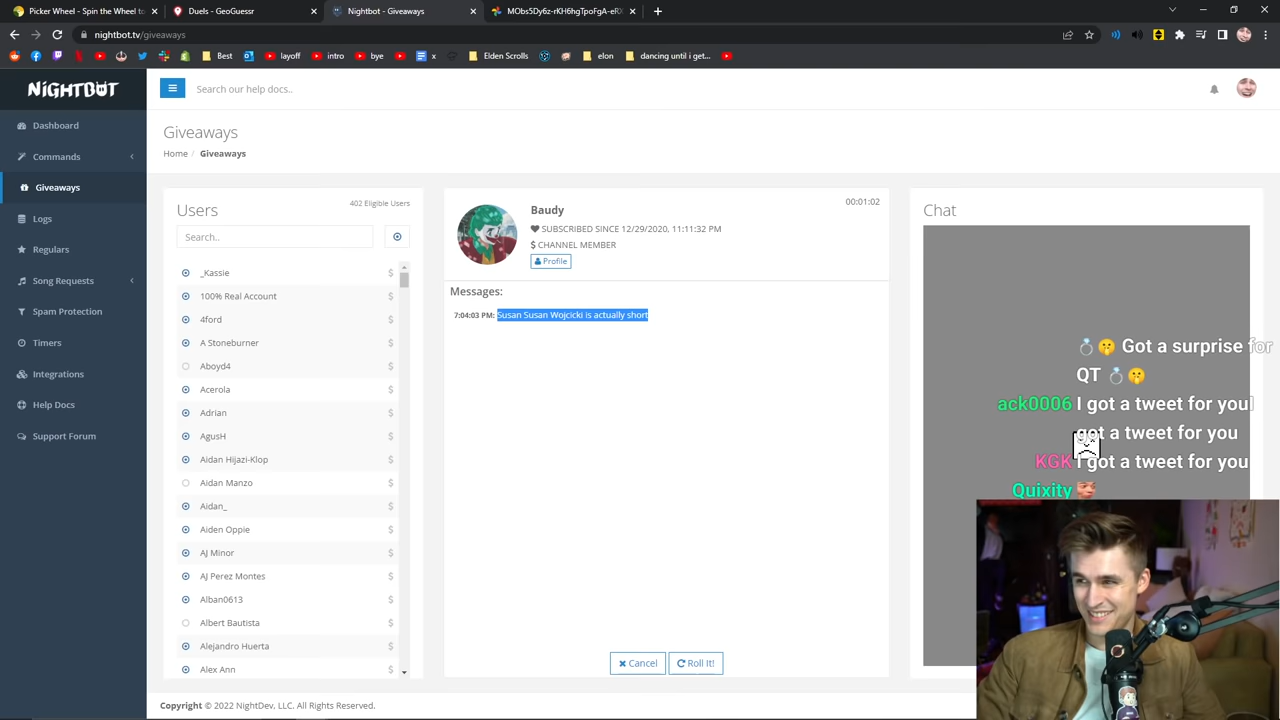 Picker Wheel - Spin the Wheel to
Duels - GeoGuessr
Nightbot - Giveaways
nightbot.tv/giveaways
Best
layoff
intro
bye
x
Elden Scrolls
elon
dancing until i get...
NIGHTBOT
Search our help docs..
Dashboard
Commands
Giveaways
Logs
Regulars
Song Requests
Spam Protection
Timers
Integrations
Help Docs
Support Forum
Giveaways
Home / Giveaways
Users
402 Eligible Users
Search..
_Kassie $
100% Real Account $
4ford $
A Stoneburner $
Aboyd4 $
Acerola $
Adrian $
AgusH $
Aidan Hijazi-Klop $
Aidan Manzo $
Aidan_ $
Aiden Oppie $
AJ Minor $
AJ Perez Montes $
Alban0613 $
Albert Bautista $
Alejandro Huerta $
Alex Ann $
Baudy
00:01:02
SUBSCRIBED SINCE 12/29/2020, 11:11:32 PM
$ CHANNEL MEMBER
Profile
Messages:
7:04:03 PM: Susan Susan Wojcicki is actually short
Cancel
Roll It!
Chat
Got a surprise for
QT
ack0006 I got a tweet for you
got a tweet for you
KGK I got a tweet for you
Quixity
Copyright © 2022 NightDev, LLC. All Rights Reserved.